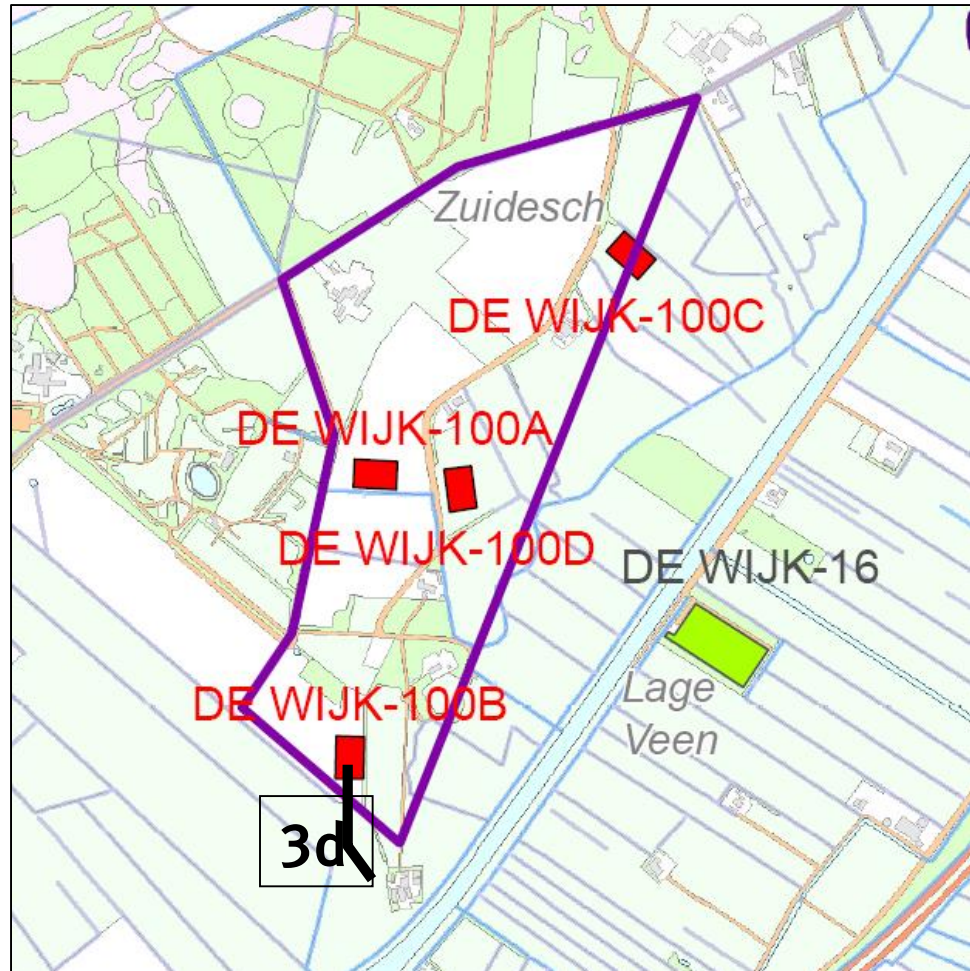 Zuidesch
DE WIJK-100C
DE WIJK-100A
DE WIJK-100D
DE WIJK-16
Lage
Veen
DE WIJK-100B
3d